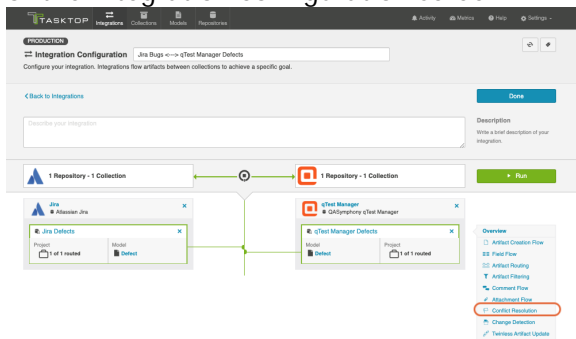 TASKTOP
Integrations
Collections
Models
Repositories
Activity
Metrics
Help
Settings
PRODUCTION
Integration Configuration
Jira Bugs <--> qTest Manager Defects
Configure your integration. Integrations flow artifacts between collections to achieve a specific goal.
Back to Integrations
Done
Describe your integration
Description
Write a brief description of your
integration.
1 Repository - 1 Collection
1 Repository - 1 Collection
Run
Jira
Atlassian Jira
qTest Manager
QASymphony qTest Manager
Jira Defects
Project
1 of 1 routed
Model
Defect
qTest Manager Defects
Model
Defect
Project
1 of 1 routed
Overview
Artifact Creation Flow
Field Flow
Artifact Routing
Artifact Filtering
Comment Flow
Attachment Flow
Conflict Resolution
Change Detection
Twinless Artifact Update